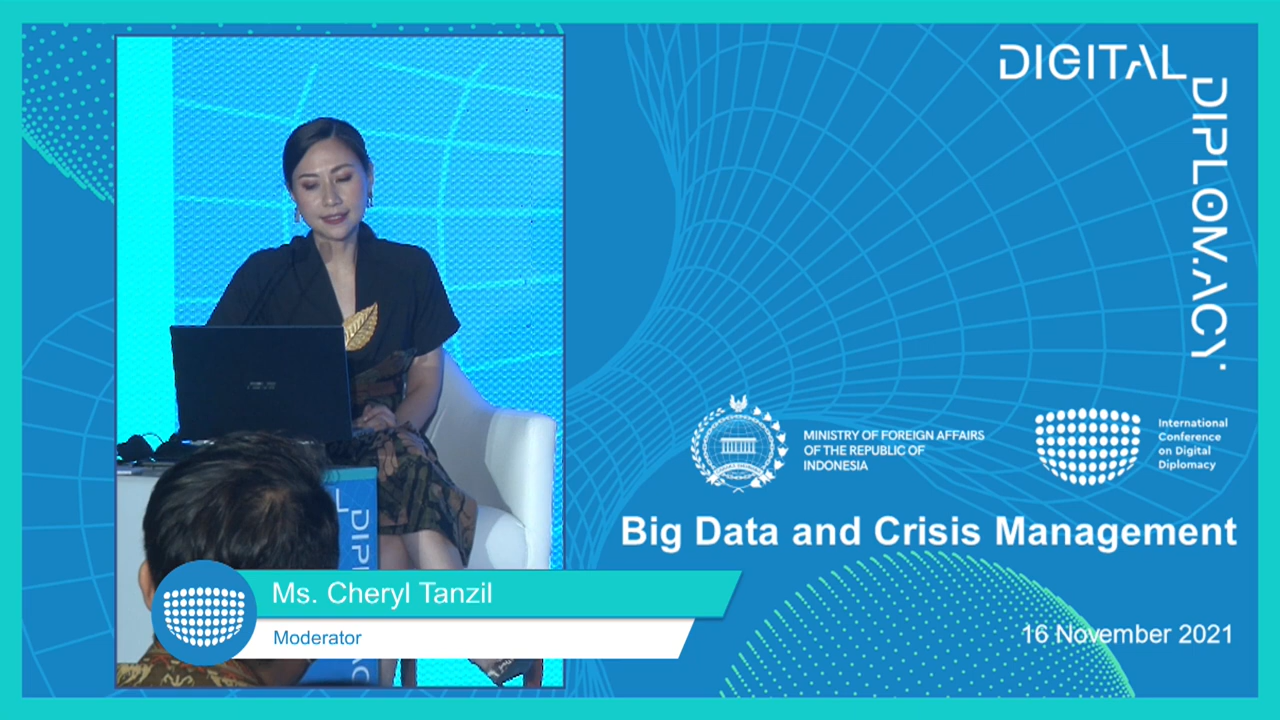 DIGITAL
DIPLOMACY.
MINISTRY OF FOREIGN AFFAIRS
OF THE REPUBLIC OF
INDONESIA
International
Conference
on Digital
Diplomacy
Big Data and Crisis Management
Ms. Cheryl Tanzil
Moderator
16 November 2021